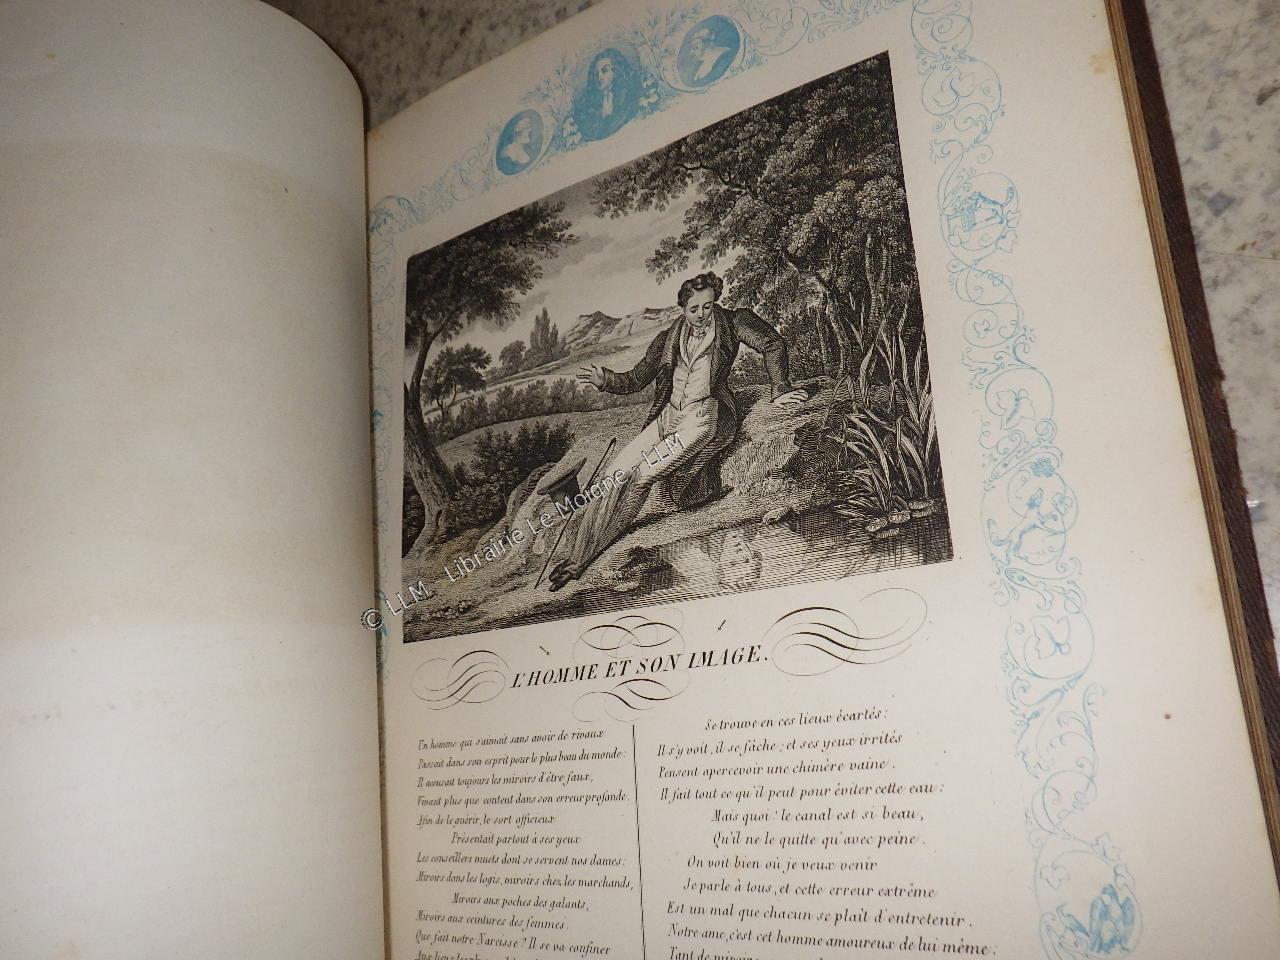 © LLM - Librairie Le Moigne - LLM
L'HOMME ET SON IMAGE.
Un homme qui s'aimait sans avoir de rivaux
Passait dans son esprit pour le plus beau du monde:
Il accusait toujours les miroirs d'être faux,
Vivant plus que content dans son erreur profonde.
Afin de le guérir, le sort officieux
Présentait partout à ses yeux
Les conseillers muets dont se servent nos dames:
Miroirs dans les logis, miroirs chez les marchands,
Miroirs aux poches des galants,
Miroirs aux ceintures des femmes.
Que fait notre Narcisse? Il se va confiner
Aux lieux les
Se trouve en ces lieux écartés:
Il s'y voit, il se fâche; et ses yeux irrités
Pensent apercevoir une chimère vaine.
Il fait tout ce qu'il peut pour éviter cette eau:
Mais quoi! le canal est si beau,
Qu'il ne le quitte qu'avec peine.
On voit bien où je veux venir
Je parle à tous, et cette erreur extrême
Est un mal que chacun se plaît d'entretenir.
Notre ame, c'est cet homme amoureux de lui même:
Tant de miroirs